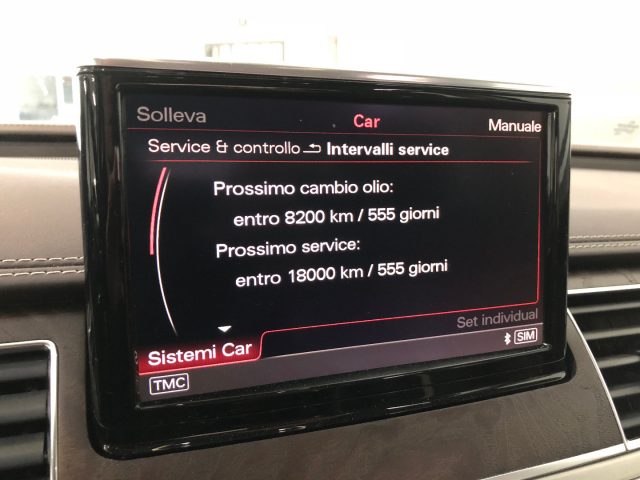 Solleva
Car
Manuale
Service & controllo Intervalli service
Prossimo cambio olio:
entro 8200 km / 555 giorni
Prossimo service:
entro 18000 km / 555 giorni
Set individual
Sistemi Car
SIM
TMC